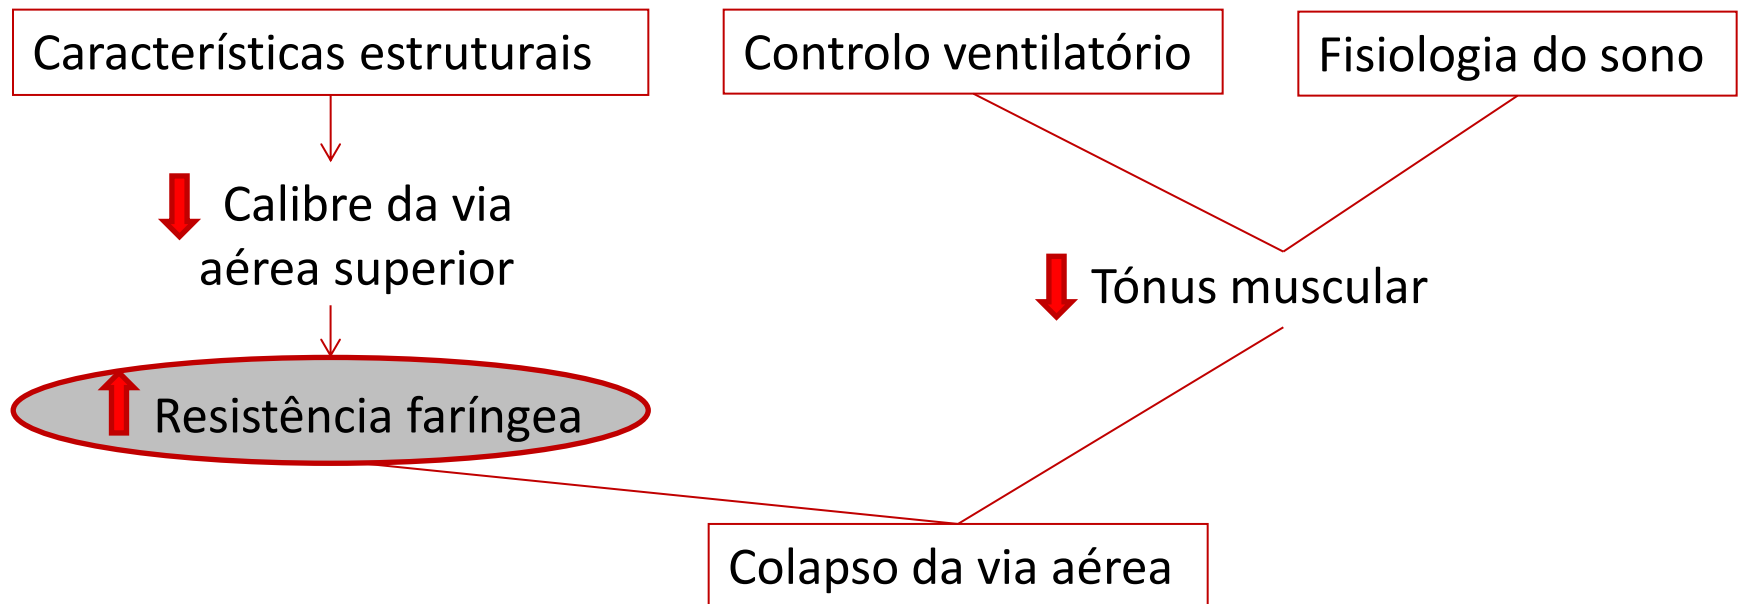 Características estruturais
Controlo ventilatório
Fisiologia do sono
Calibre da via
aérea superior
Tónus muscular
Resistência faríngea
Colapso da via aérea